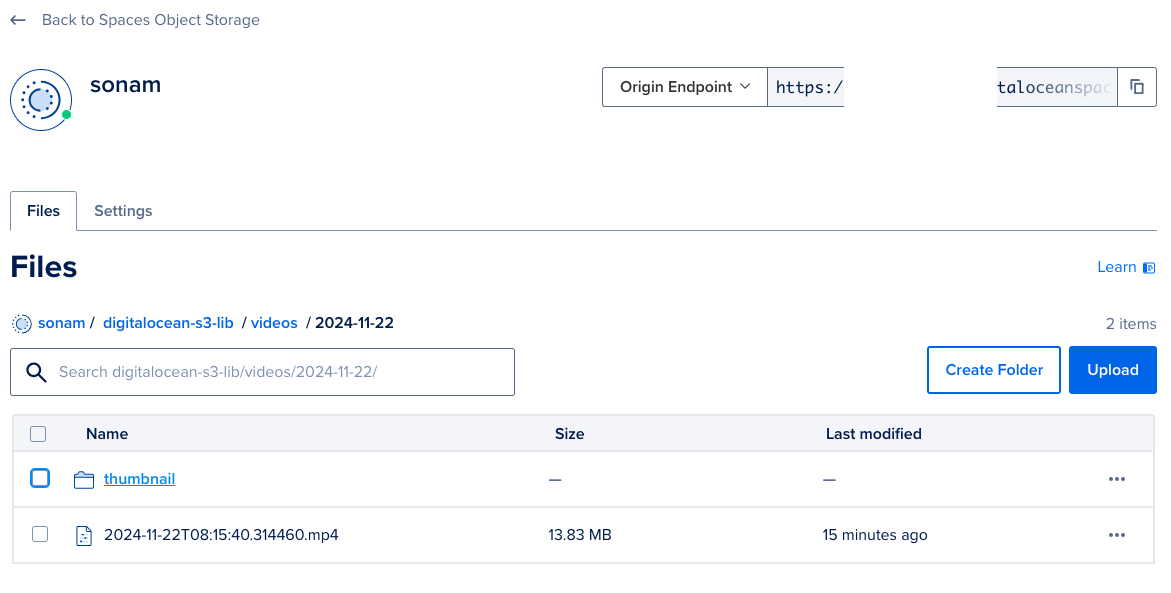 Back to Spaces Object Storage
sonam
Origin Endpoint
https:/
taloceanspac
Files
Settings
Files
Learn
sonam / digitalocean-s3-lib / videos / 2024-11-22
2 items
Search digitalocean-s3-lib/videos/2024-11-22/
Create Folder
Upload
Name Size Last modified
thumbnail — —
2024-11-22T08:15:40.314460.mp4 13.83 MB 15 minutes ago